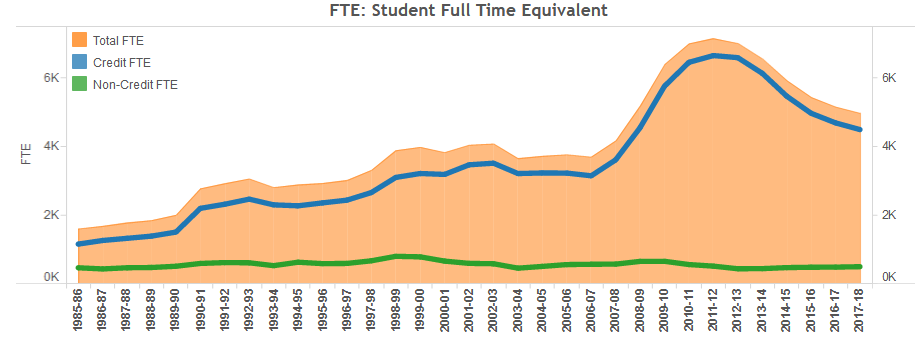 FTE: Student Full Time Equivalent
Total FTE
Credit FTE
Non-Credit FTE
6K
4K
2K
0K
FTE
6K
4K
2K
0K
1985-86
1986-87
1987-88
1988-89
1989-90
1990-91
1991-92
1992-93
1993-94
1994-95
1995-96
1996-97
1997-98
1998-99
1999-00
2000-01
2001-02
2002-03
2003-04
2004-05
2005-06
2006-07
2007-08
2008-09
2009-10
2010-11
2011-12
2012-13
2013-14
2014-15
2015-16
2016-17
2017-18